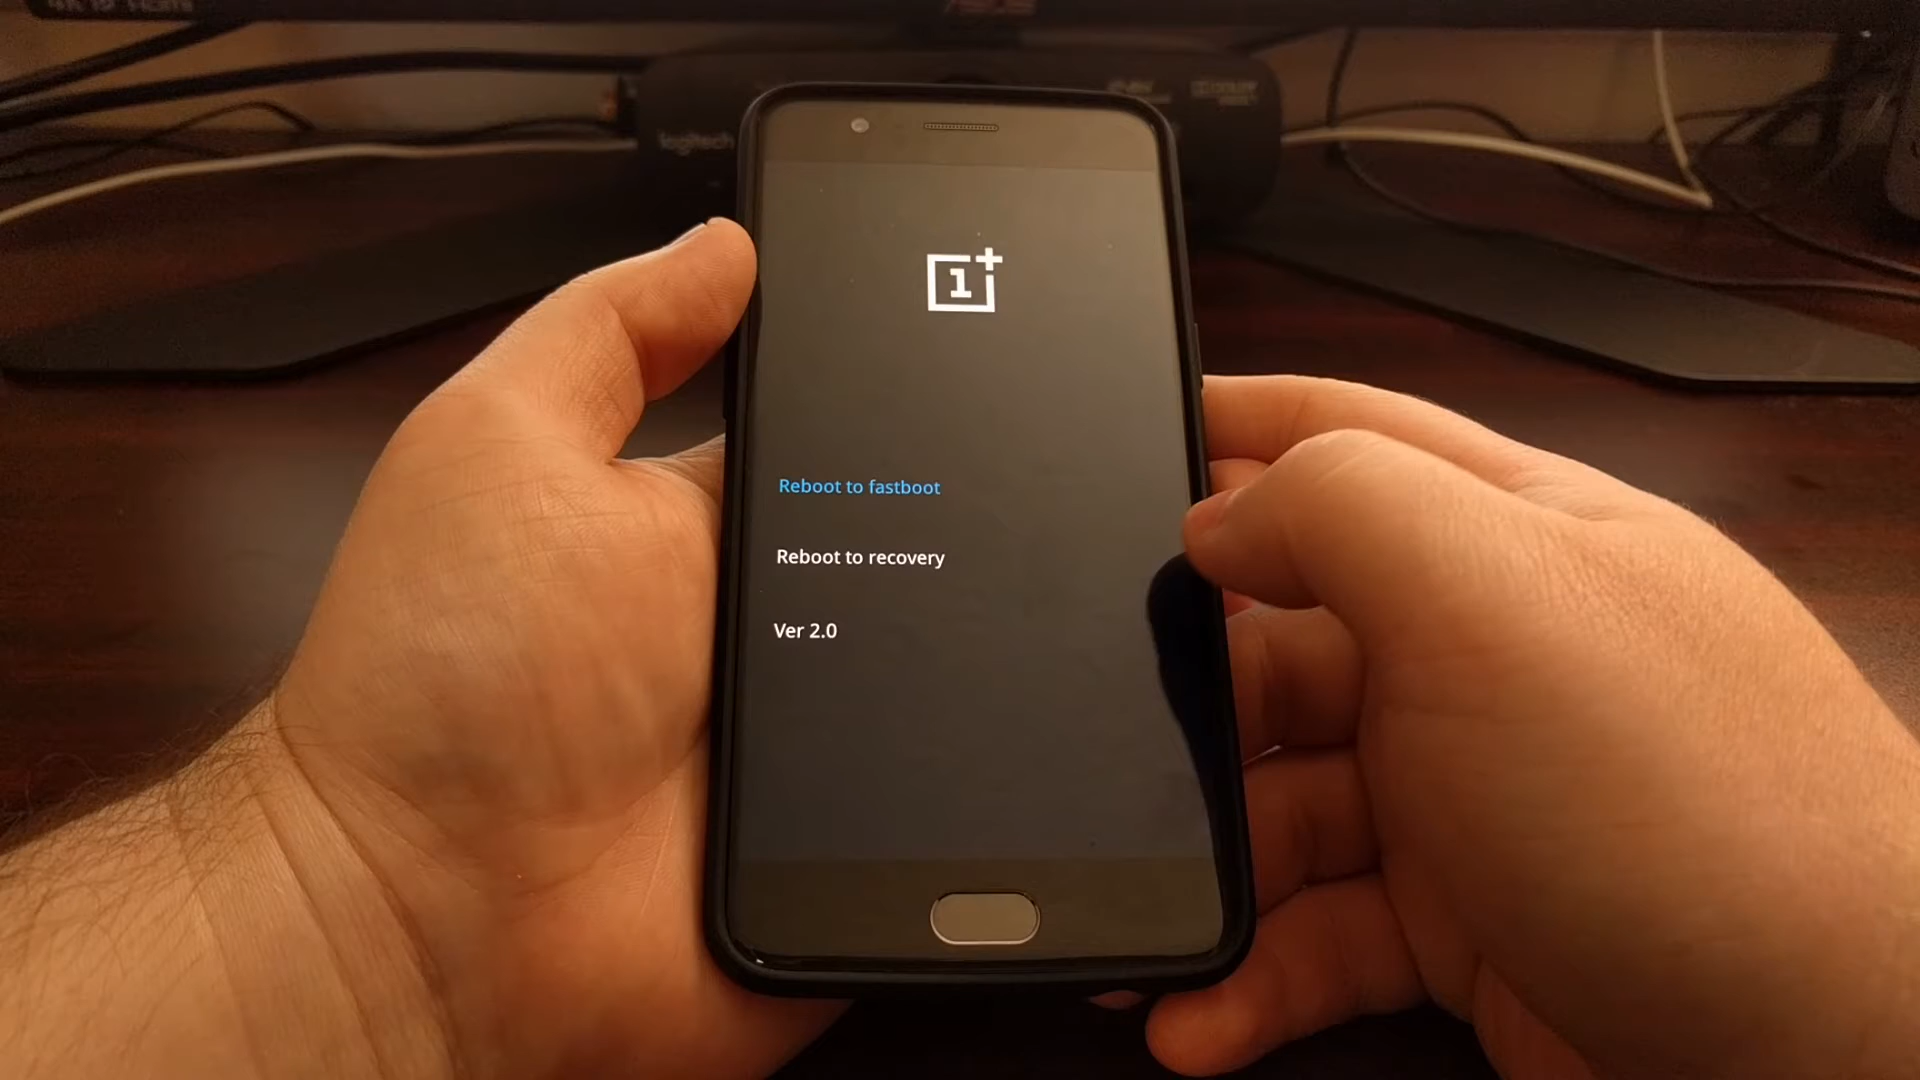 logitech
1+
Reboot to fastboot
Reboot to recovery
Ver 2.0